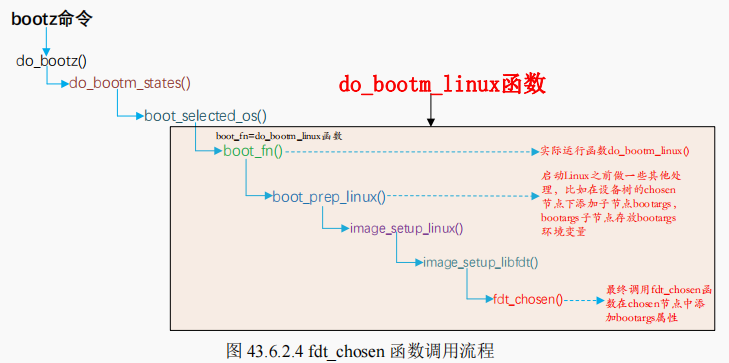 bootz命令
do_bootz()
do_bootm_states()
do_bootm_linux函数
boot_selected_os()
boot_fn=do_bootm_linux函数
boot_fn()
实际运行函数do_bootm_linux()
启动Linux之前做一些其他处
理，比如在设备树的chosen
节点下添加子节点bootargs，
bootargs子节点存放bootargs
环境变量
boot_prep_linux()
image_setup_linux()
image_setup_libfdt()
fdt_chosen()
最终调用fdt_chosen函
数在chosen节点中添
加bootargs属性
图 43.6.2.4 fdt_chosen 函数调用流程